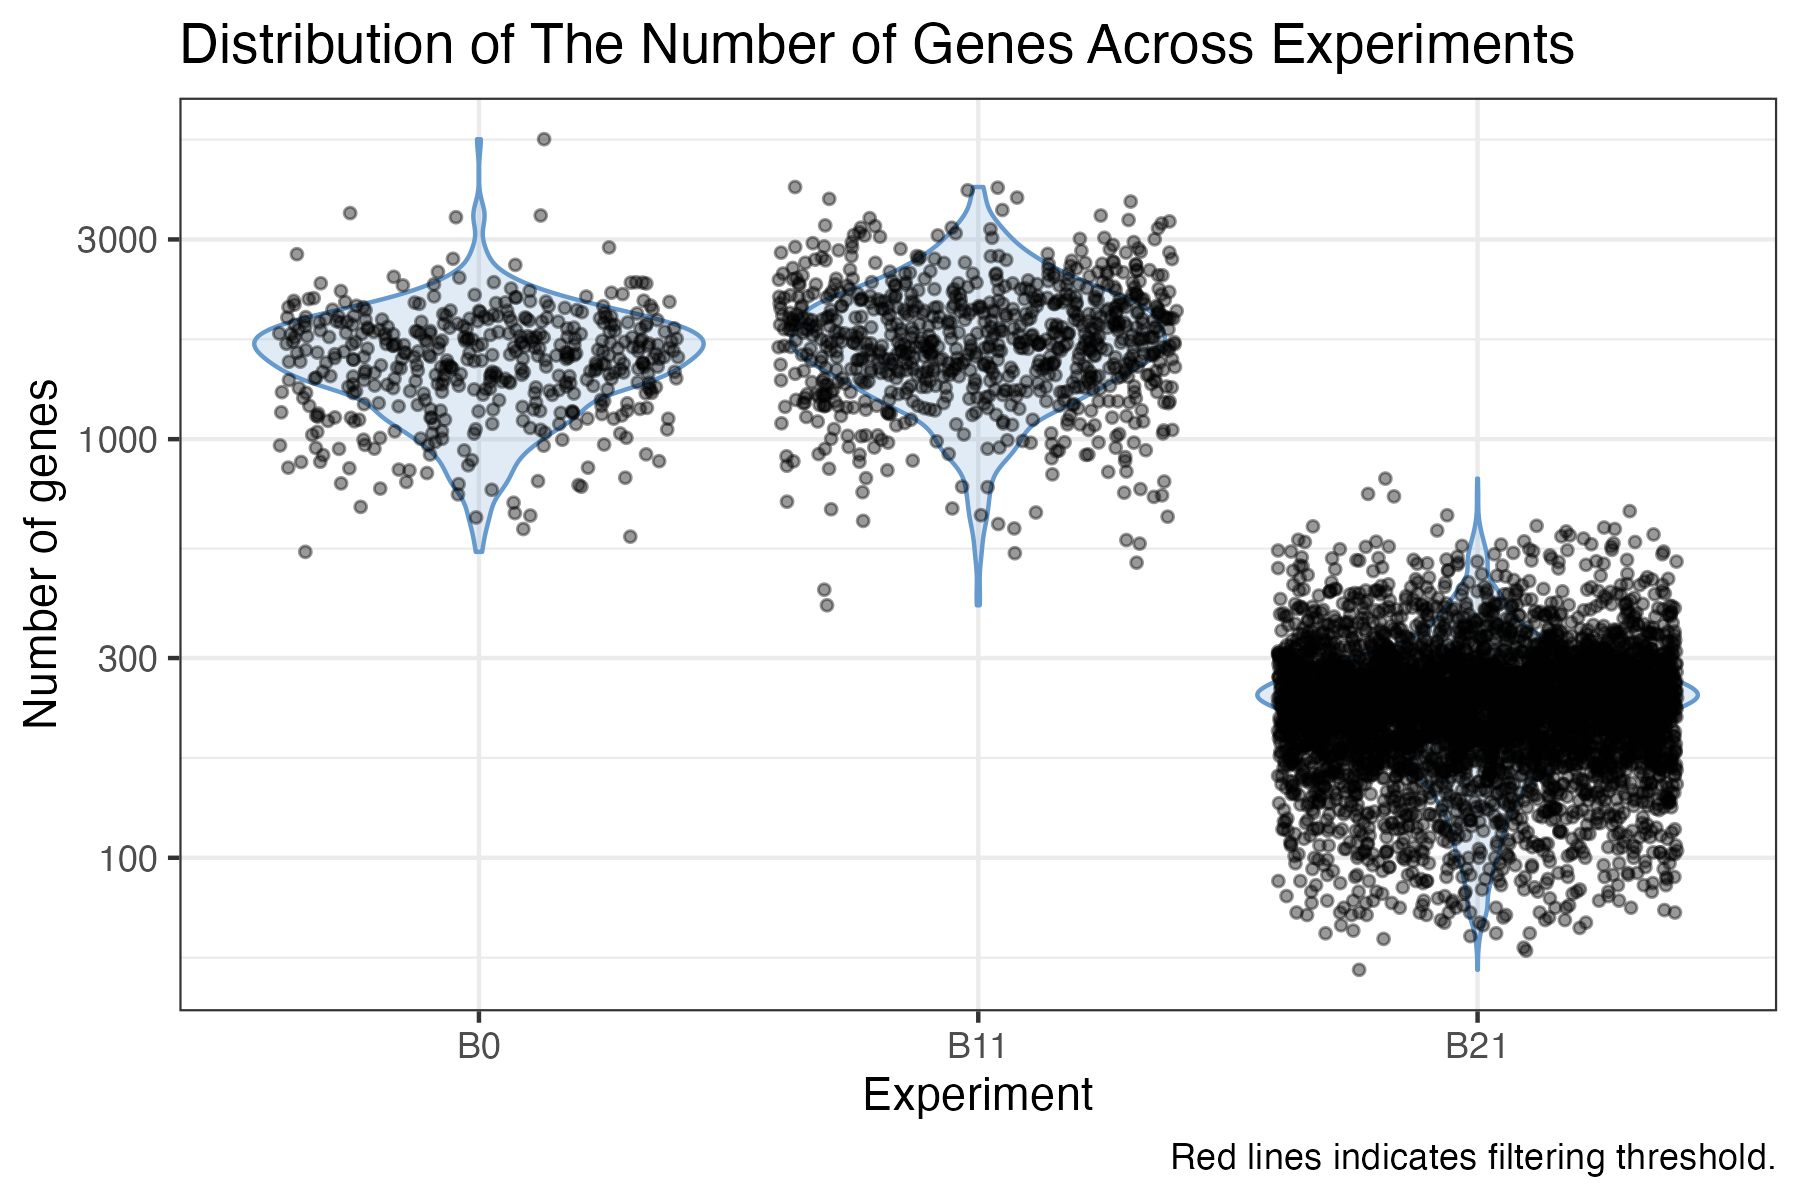 Distribution of The Number of Genes Across Experiments
Number of genes
3000
1000
300
100
B0 B11 B21
Experiment
Red lines indicates filtering threshold.